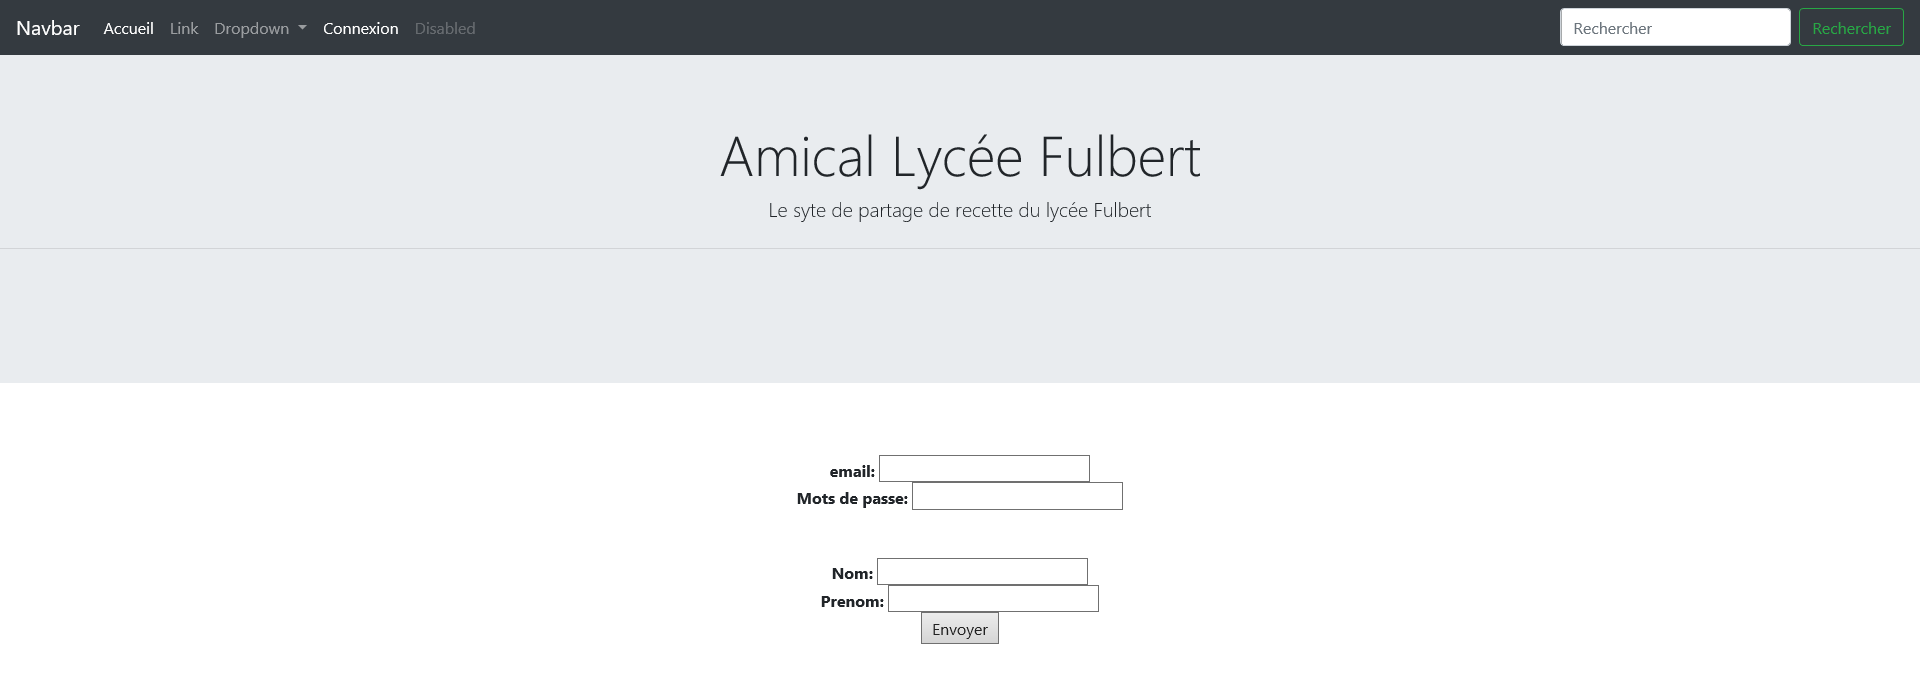 Navbar Accueil Link Dropdown Connexion Disabled Rechercher Rechercher
Amical Lycée Fulbert
Le syte de partage de recette du lycée Fulbert
email:
Mots de passe:
Nom:
Prenom:
Envoyer